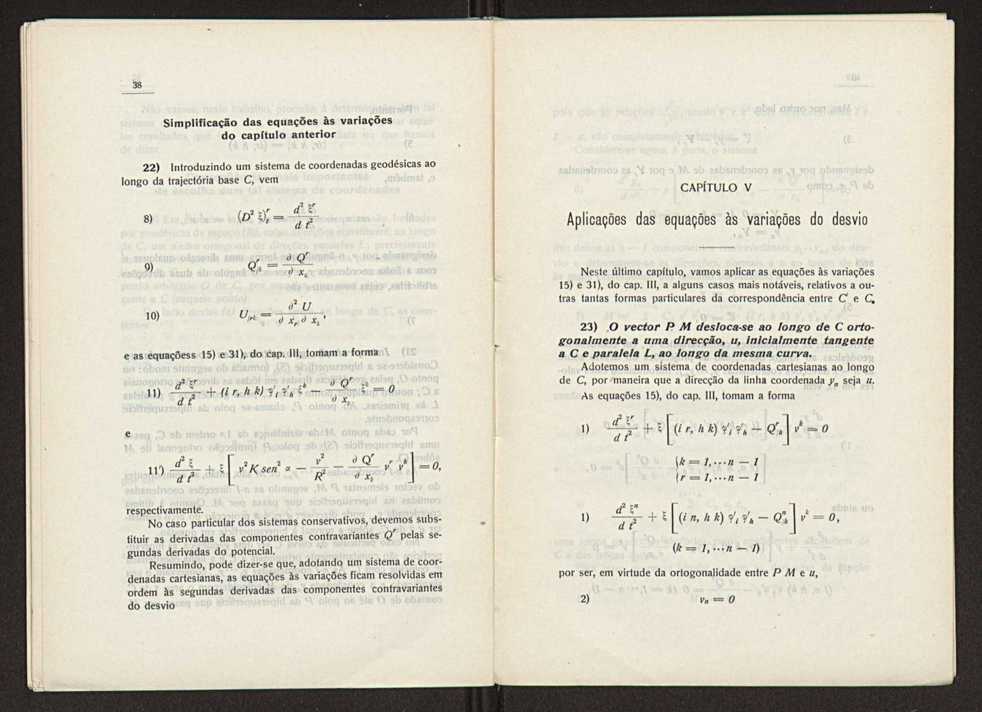 38
Simplificação das equações às variações
do capítulo anterior
22) Introduzindo um sistema de coordenadas geodésicas ao
longo da trajectória base C, vem
8) (D² ξ)ʳₜ = d² ξʳ / d t²
9) Qʳ/ₖ = ∂ Qʳ / ∂ xₖ
10) U/rk = ∂² U / ∂ xᵣ ∂ xₖ ,
e as equaçõess 15) e 31), do cap. III, tomam a forma
11) d² ξʳ / d t² + (i r, h k) γ'ᵢ γ'ₕ ξᵏ — ∂ Qʳ / ∂ xₖ ξᵏ = 0
e
11') d² ξ / d t² + ξ [ v² K sen² α — v² / R² — ∂ Qʳ / ∂ xₖ vʳ vᵏ ] = 0,
respectivamente.
No caso particular dos sistemas conservativos, devemos subs-
tituir as derivadas das componentes contravariantes Qʳ pelas se-
gundas derivadas do potencial.
Resumindo, pode dizer-se que, adotando um sistema de coor-
denadas cartesianas, as equações às variações ficam resolvidas em
ordem às segundas derivadas das componentes contravariantes
do desvio
CAPÍTULO V
Aplicações das equações às variações do desvio
Neste último capítulo, vamos aplicar as equações às variações
15) e 31), do cap. III, a alguns casos mais notáveis, relativos a ou-
tras tantas formas particulares da correspondência entre C' e C.
23) O vector P M desloca-se ao longo de C orto-
gonalmente a uma direcção, u, inicialmente tangente
a C e paralela L, ao longo da mesma curva.
Adotemos um sistema de coordenadas cartesianas ao longo
de C, por maneira que a direcção da linha coordenada yₙ seja u.
As equações 15), do cap. III, tomam a forma
1) d² ξʳ / d t² + ξ [ (i r, h k) γ'ᵢ γ'ₕ — Qʳ/ₖ ] vᵏ = 0
(k = 1, ··· n — 1
(r = 1, ··· n — 1
1) d² ξⁿ / d t² + ξ [ (i n, h k) γ'ᵢ γ'ₕ — Qⁿ/ₖ ] vᵏ = 0,
(k = 1, ··· n — 1)
por ser, em virtude da ortogonalidade entre P M e u,
2) vₙ = 0